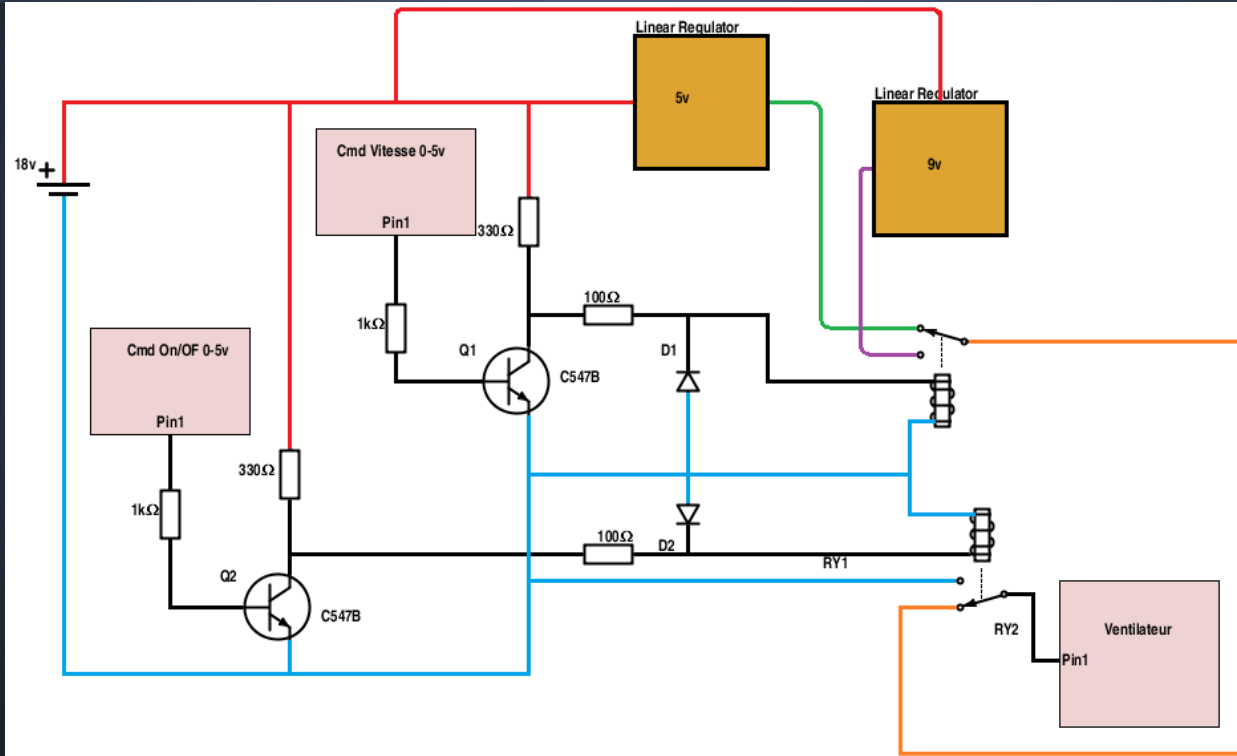 Linear Regulator
5v
Linear Regulator
9v
18v
+
Cmd Vitesse 0-5v
Pin1
330Ω
100Ω
1kΩ
Q1
D1
C547B
Cmd On/OF 0-5v
Pin1
330Ω
1kΩ
100Ω
D2
RY1
Q2
C547B
RY2
Ventilateur
Pin1